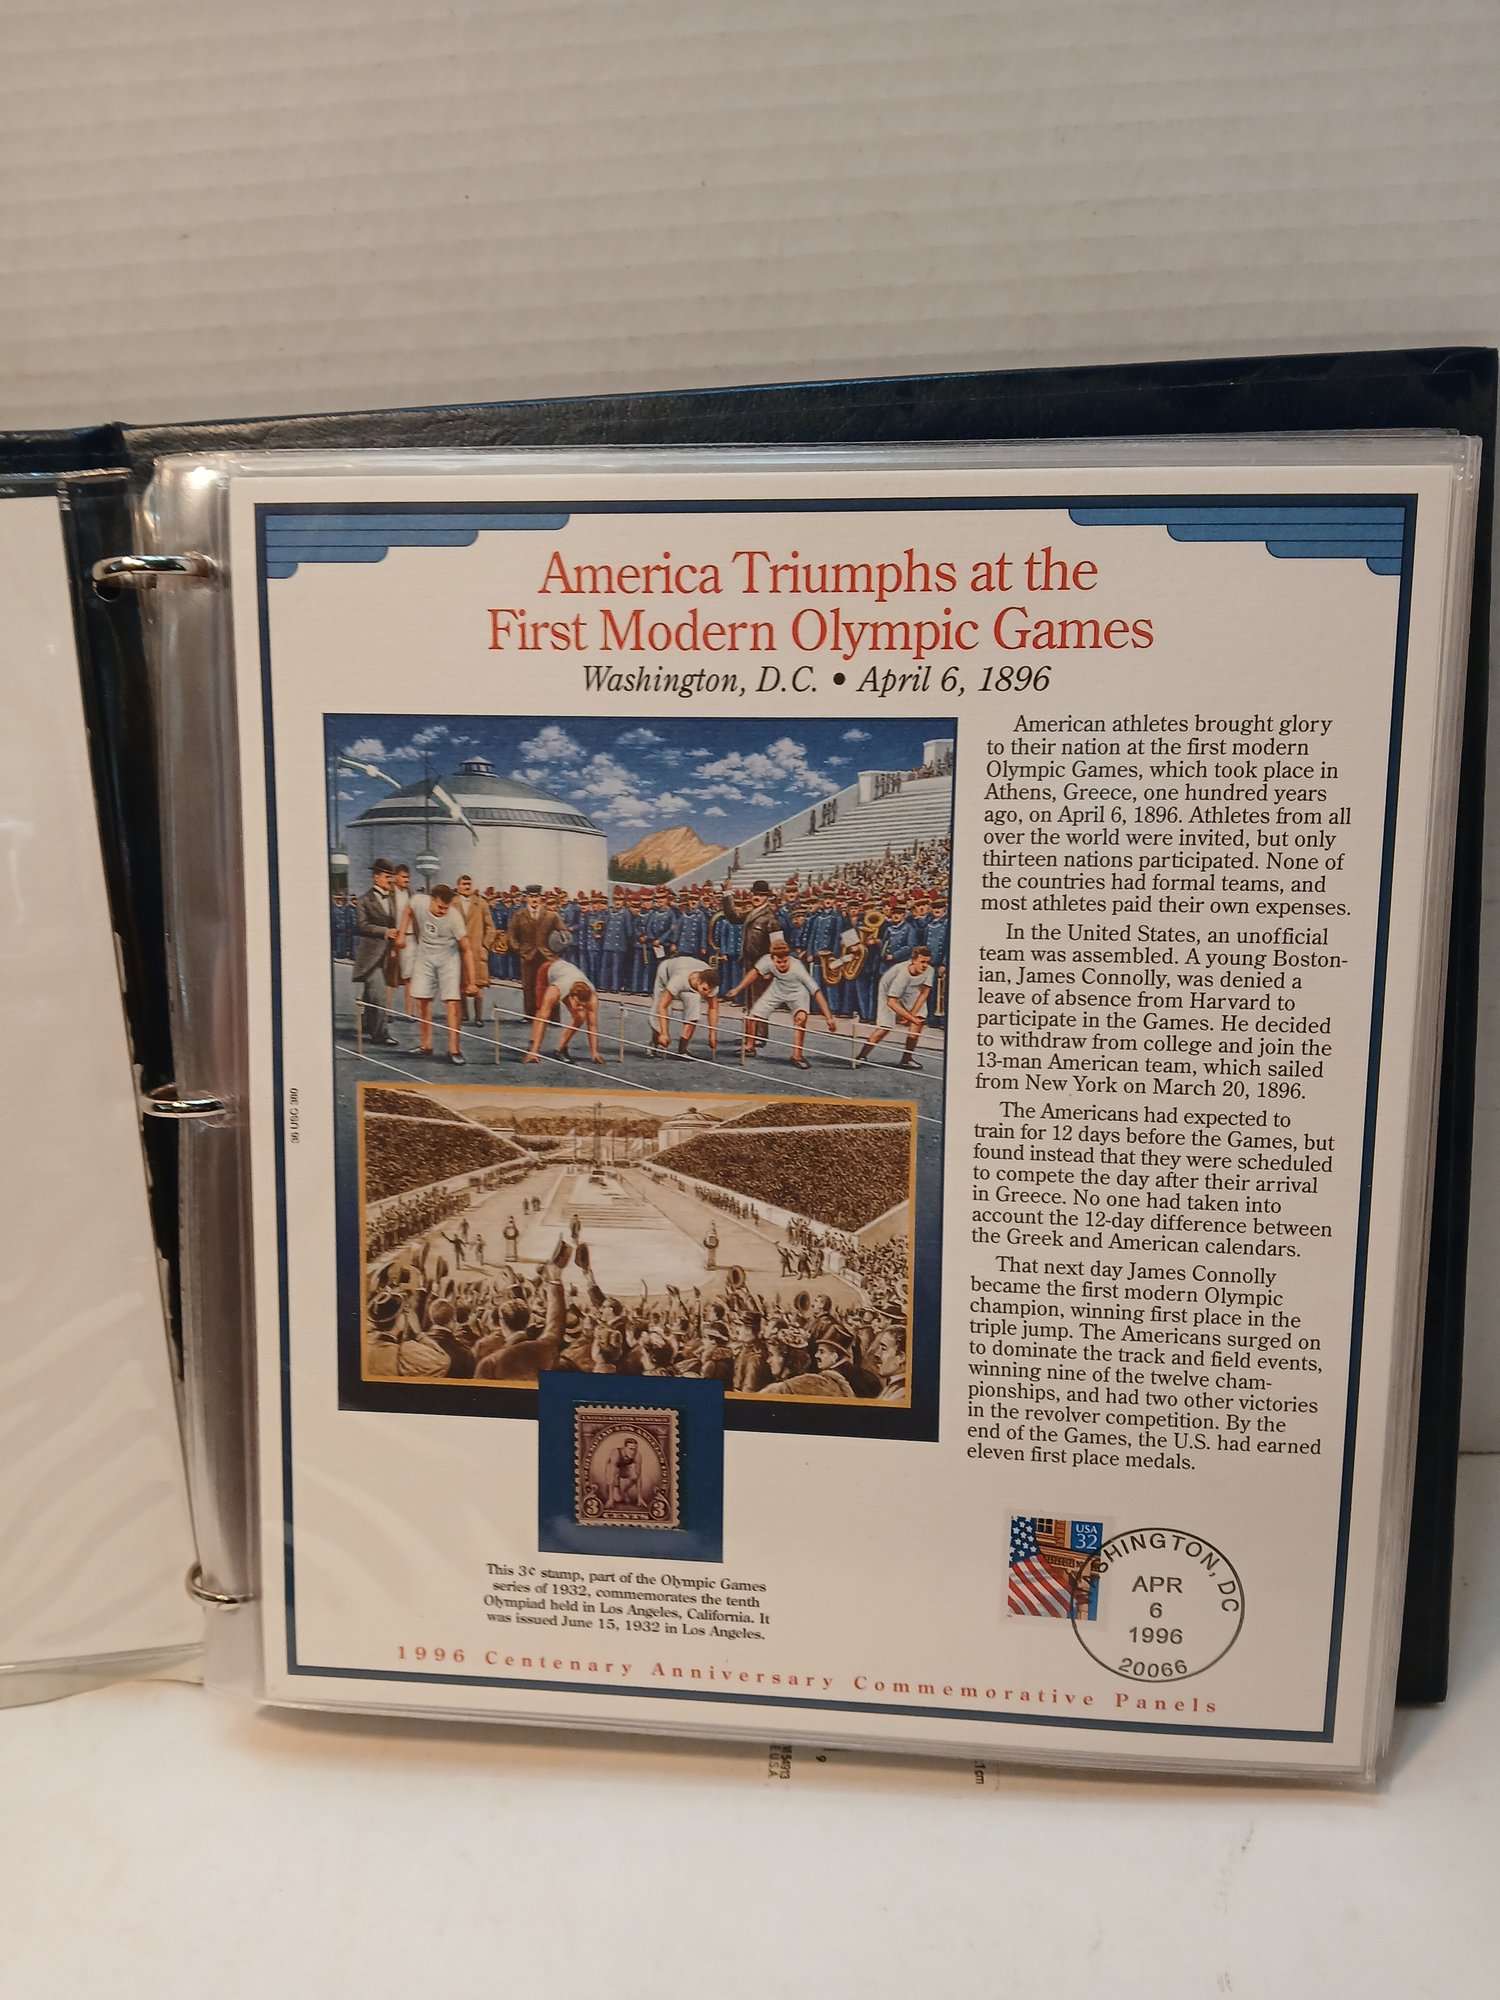 America Triumphs at the
First Modern Olympic Games
Washington, D.C. • April 6, 1896
American athletes brought glory
to their nation at the first modern
Olympic Games, which took place in
Athens, Greece, one hundred years
ago, on April 6, 1896. Athletes from all
over the world were invited, but only
thirteen nations participated. None of
the countries had formal teams, and
most athletes paid their own expenses.
In the United States, an unofficial
team was assembled. A young Boston-
ian, James Connolly, was denied a
leave of absence from Harvard to
participate in the Games. He decided
to withdraw from college and join the
13-man American team, which sailed
from New York on March 20, 1896.
The Americans had expected to
train for 12 days before the Games, but
found instead that they were scheduled
to compete the day after their arrival
in Greece. No one had taken into
account the 12-day difference between
the Greek and American calendars.
That next day James Connolly
became the first modern Olympic
champion, winning first place in the
triple jump. The Americans surged on
to dominate the track and field events,
winning nine of the twelve cham-
pionships, and had two other victories
in the revolver competition. By the
end of the Games, the U.S. had earned
eleven first place medals.
36 USC 380
UNITED STATES POSTAGE
3 CENTS 3
This 3¢ stamp, part of the Olympic Games
series of 1932, commemorates the tenth
Olympiad held in Los Angeles, California. It
was issued June 15, 1932 in Los Angeles.
USA
32
WASHINGTON, DC
APR
6
1996
20066
1996 Centenary Anniversary Commemorative Panels